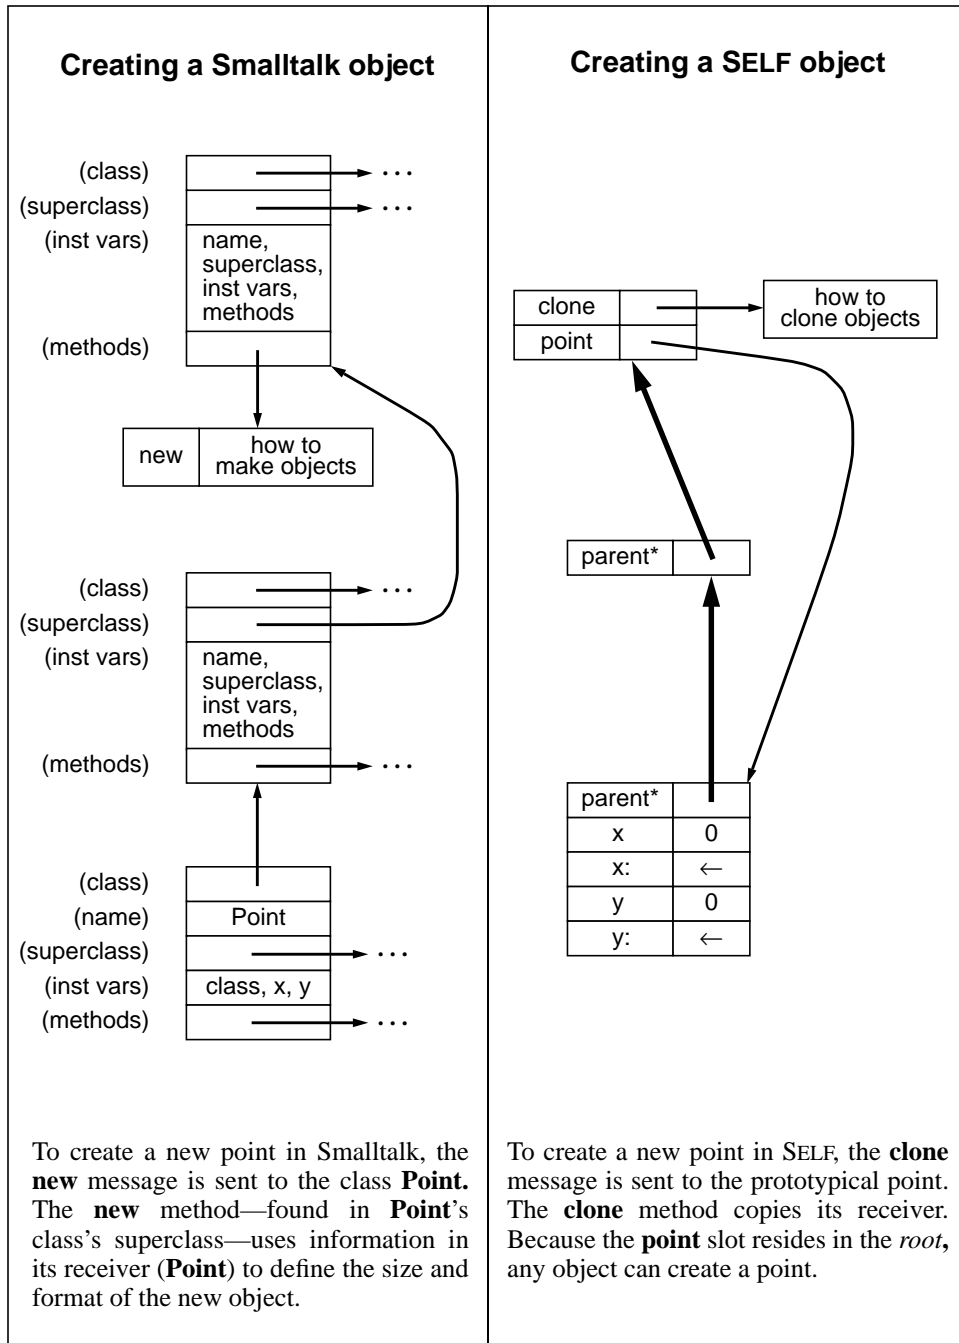 Creating a Smalltalk object
(class)
...
(superclass)
...
(inst vars)
name,
superclass,
inst vars,
methods
(methods)
new
how to
make objects
(class)
...
(superclass)
(inst vars)
name,
superclass,
inst vars,
methods
(methods)
...
(class)
(name)
Point
(superclass)
...
(inst vars)
class, x, y
(methods)
...
To create a new point in Smalltalk, the
new message is sent to the class Point.
The new method—found in Point's
class's superclass—uses information in
its receiver (Point) to define the size and
format of the new object.
Creating a SELF object
clone
how to
clone objects
point
parent*
parent*
x 0
x: ←
y 0
y: ←
To create a new point in SELF, the clone
message is sent to the prototypical point.
The clone method copies its receiver.
Because the point slot resides in the root,
any object can create a point.